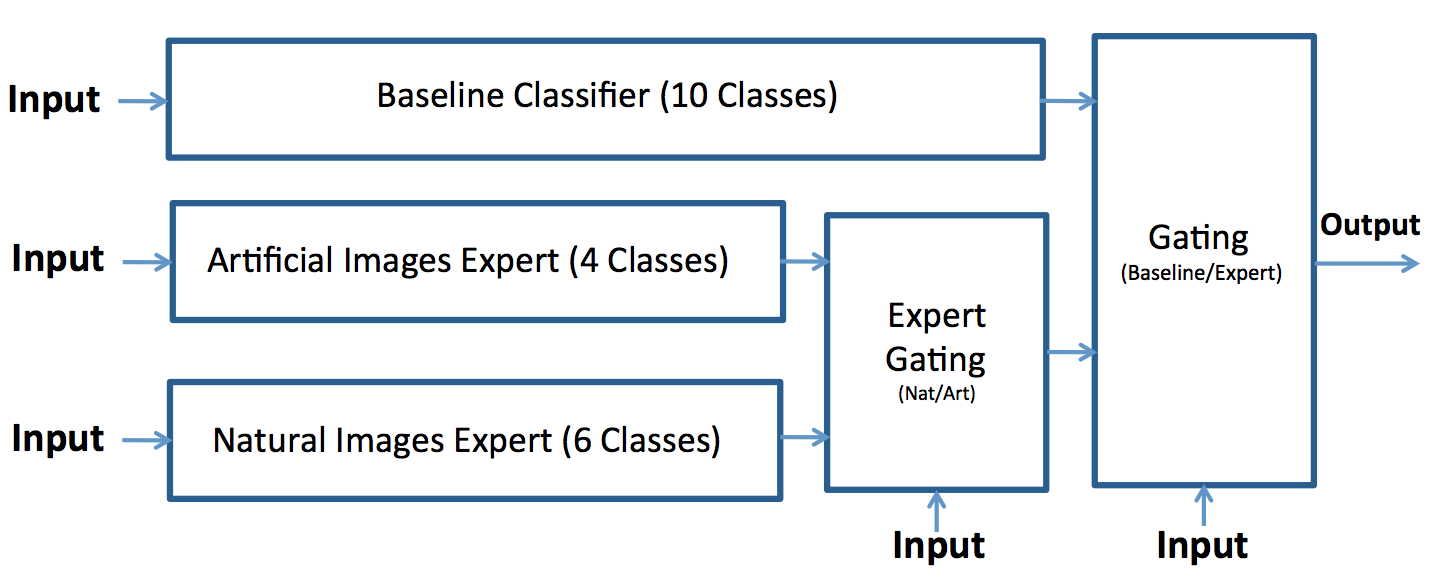 Input
Baseline Classifier (10 Classes)
Input
Artificial Images Expert (4 Classes)
Input
Natural Images Expert (6 Classes)
Expert
Gating
(Nat/Art)
Input
Gating
(Baseline/Expert)
Input
Output